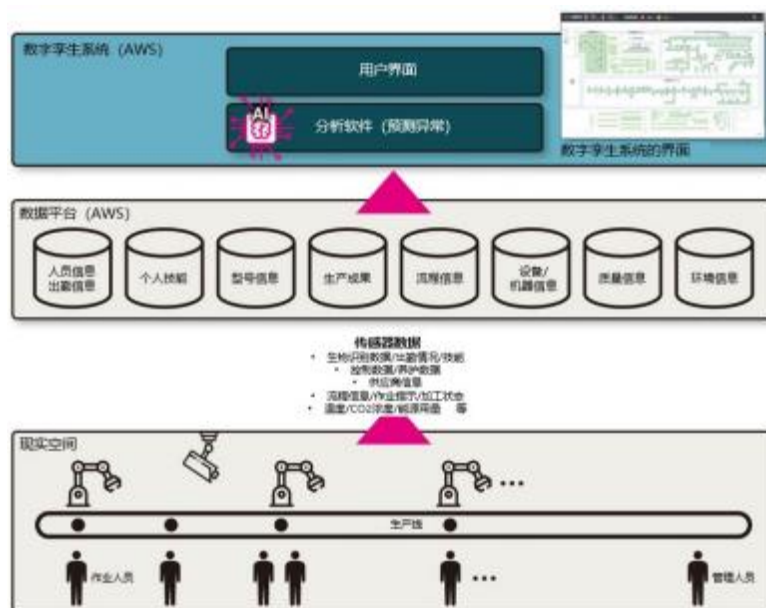 数字孪生系统 (AWS)
用户界面
AI
分析软件 (预测异常)
数字孪生系统的界面
数据平台 (AWS)
人员信息
出勤信息
个人技能
型号信息
生产成果
流程信息
设备/
机器信息
质量信息
环境信息
传感器数据
• 生物识别数据/出勤情况/技能
• 控制数据/养护数据
• 供应商信息
• 流程信息/作业指示/加工状态
• 温度/CO2浓度/能源用量 等
现实空间
生产线
作业人员
管理人员